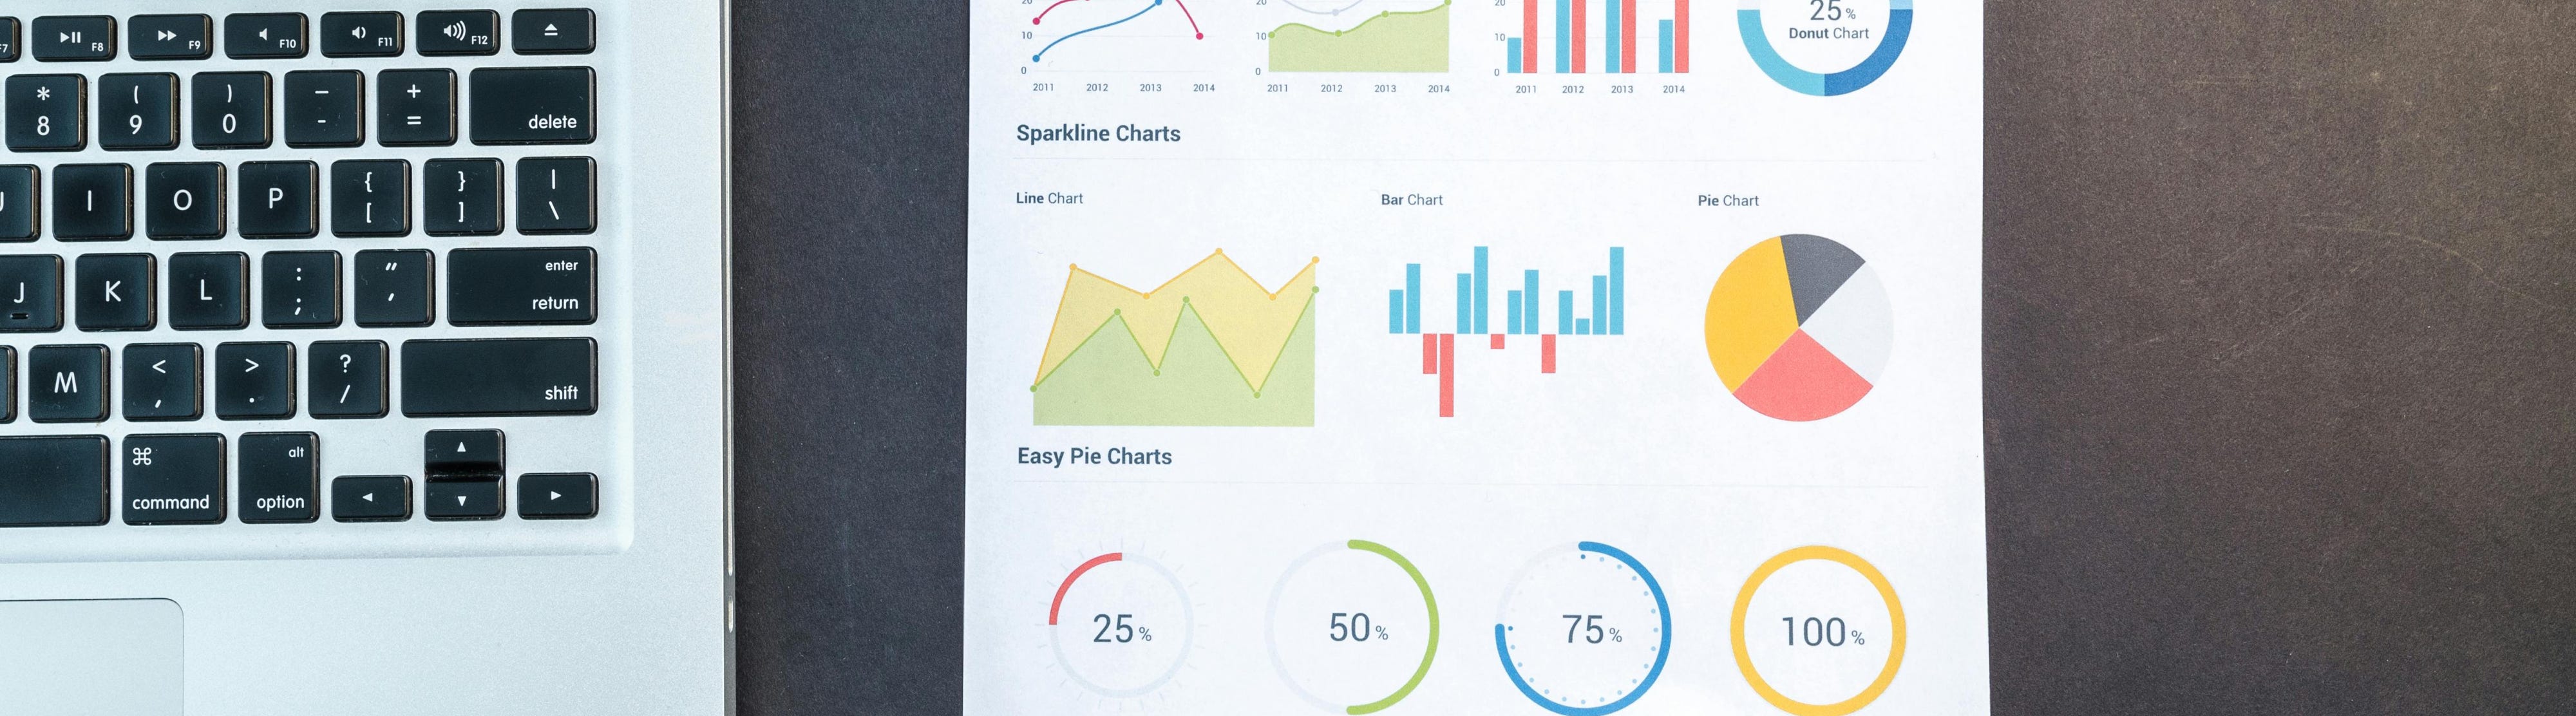 F7 F8 F9 F10 F11 F12
* ( ) _ +
8 9 0 - = delete
{ } |
I O P [ ] \
: " enter
J K L ; ' return
< > ?
M , . / shift
⌘ alt
command option
20
10
0
2011 2012 2013 2014
20
10
0
2011 2012 2013 2014
20
10
0
2011 2012 2013 2014
25%
Donut Chart
Sparkline Charts
Line Chart
Bar Chart
Pie Chart
Easy Pie Charts
25%
50%
75%
100%